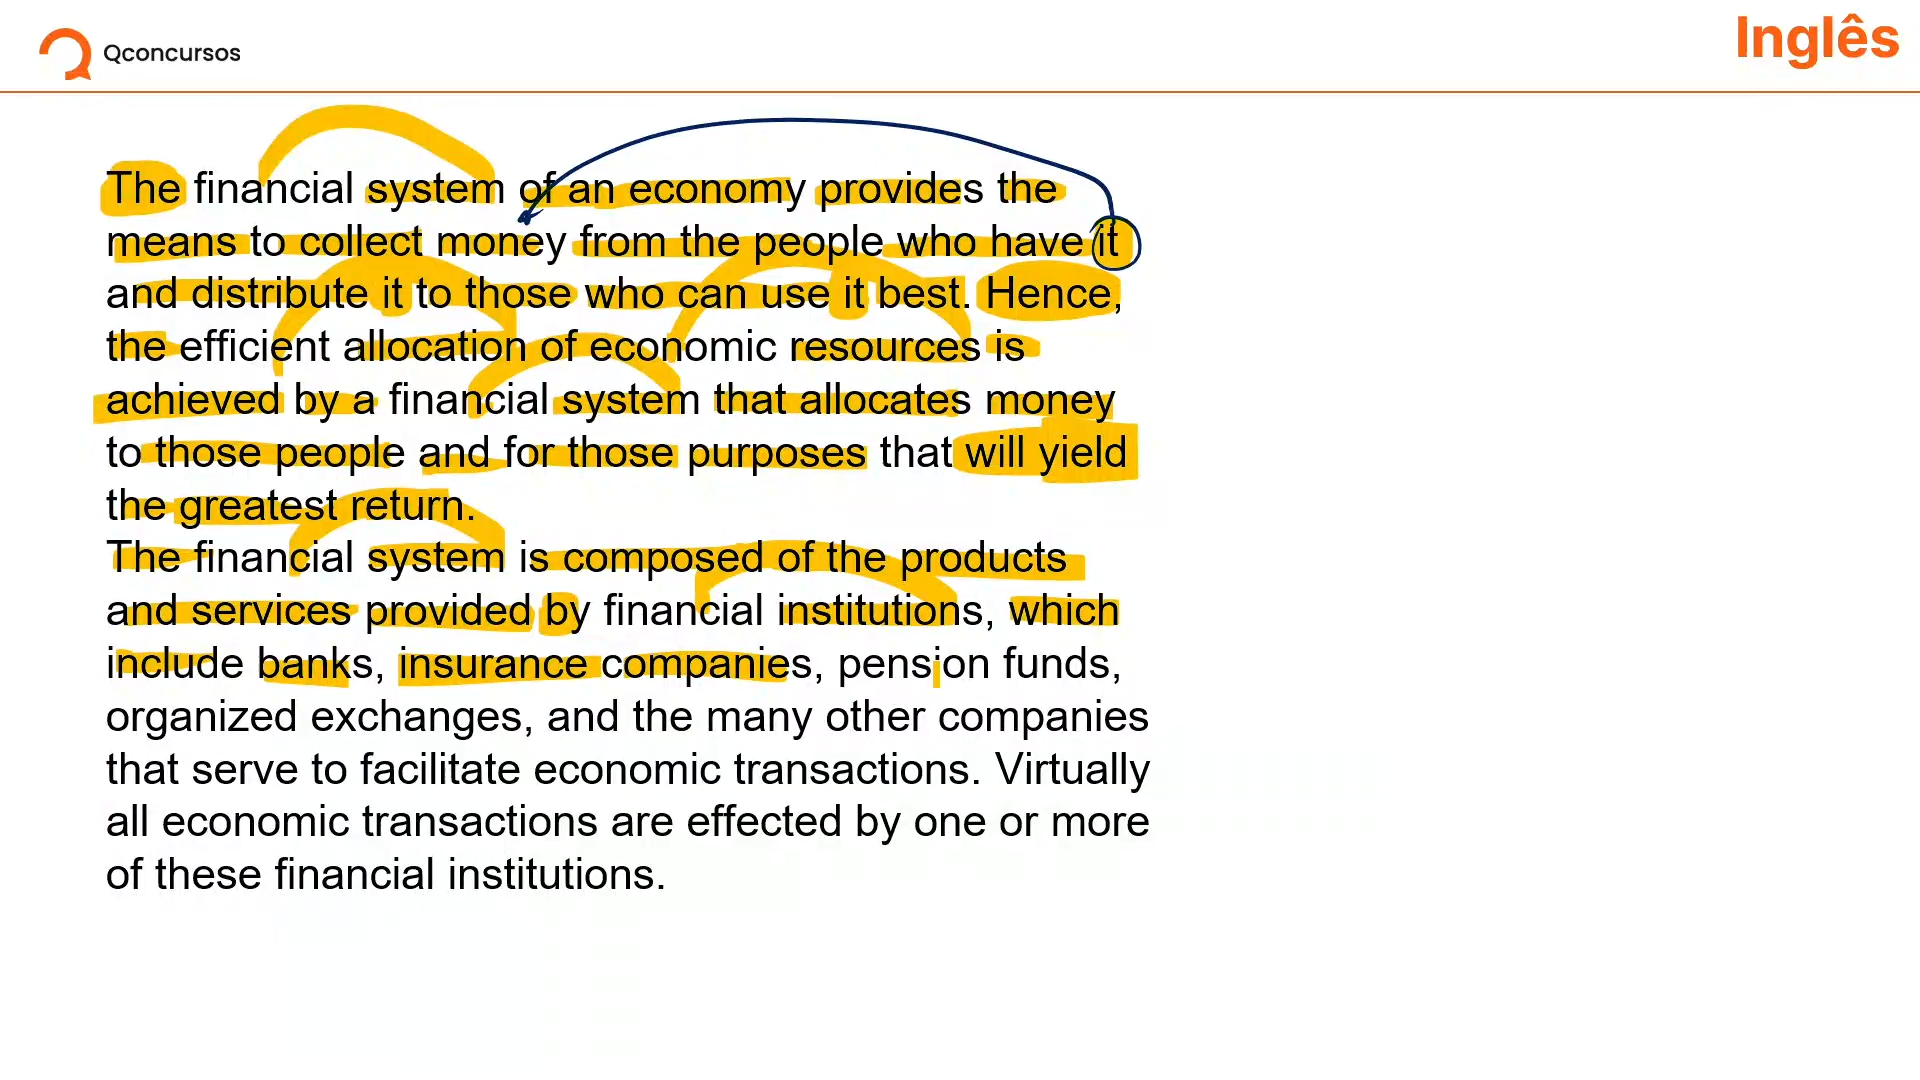 Qconcursos
Inglês
The financial system of an economy provides the
means to collect money from the people who have it
and distribute it to those who can use it best. Hence,
the efficient allocation of economic resources is
achieved by a financial system that allocates money
to those people and for those purposes that will yield
the greatest return.
The financial system is composed of the products
and services provided by financial institutions, which
include banks, insurance companies, pension funds,
organized exchanges, and the many other companies
that serve to facilitate economic transactions. Virtually
all economic transactions are effected by one or more
of these financial institutions.